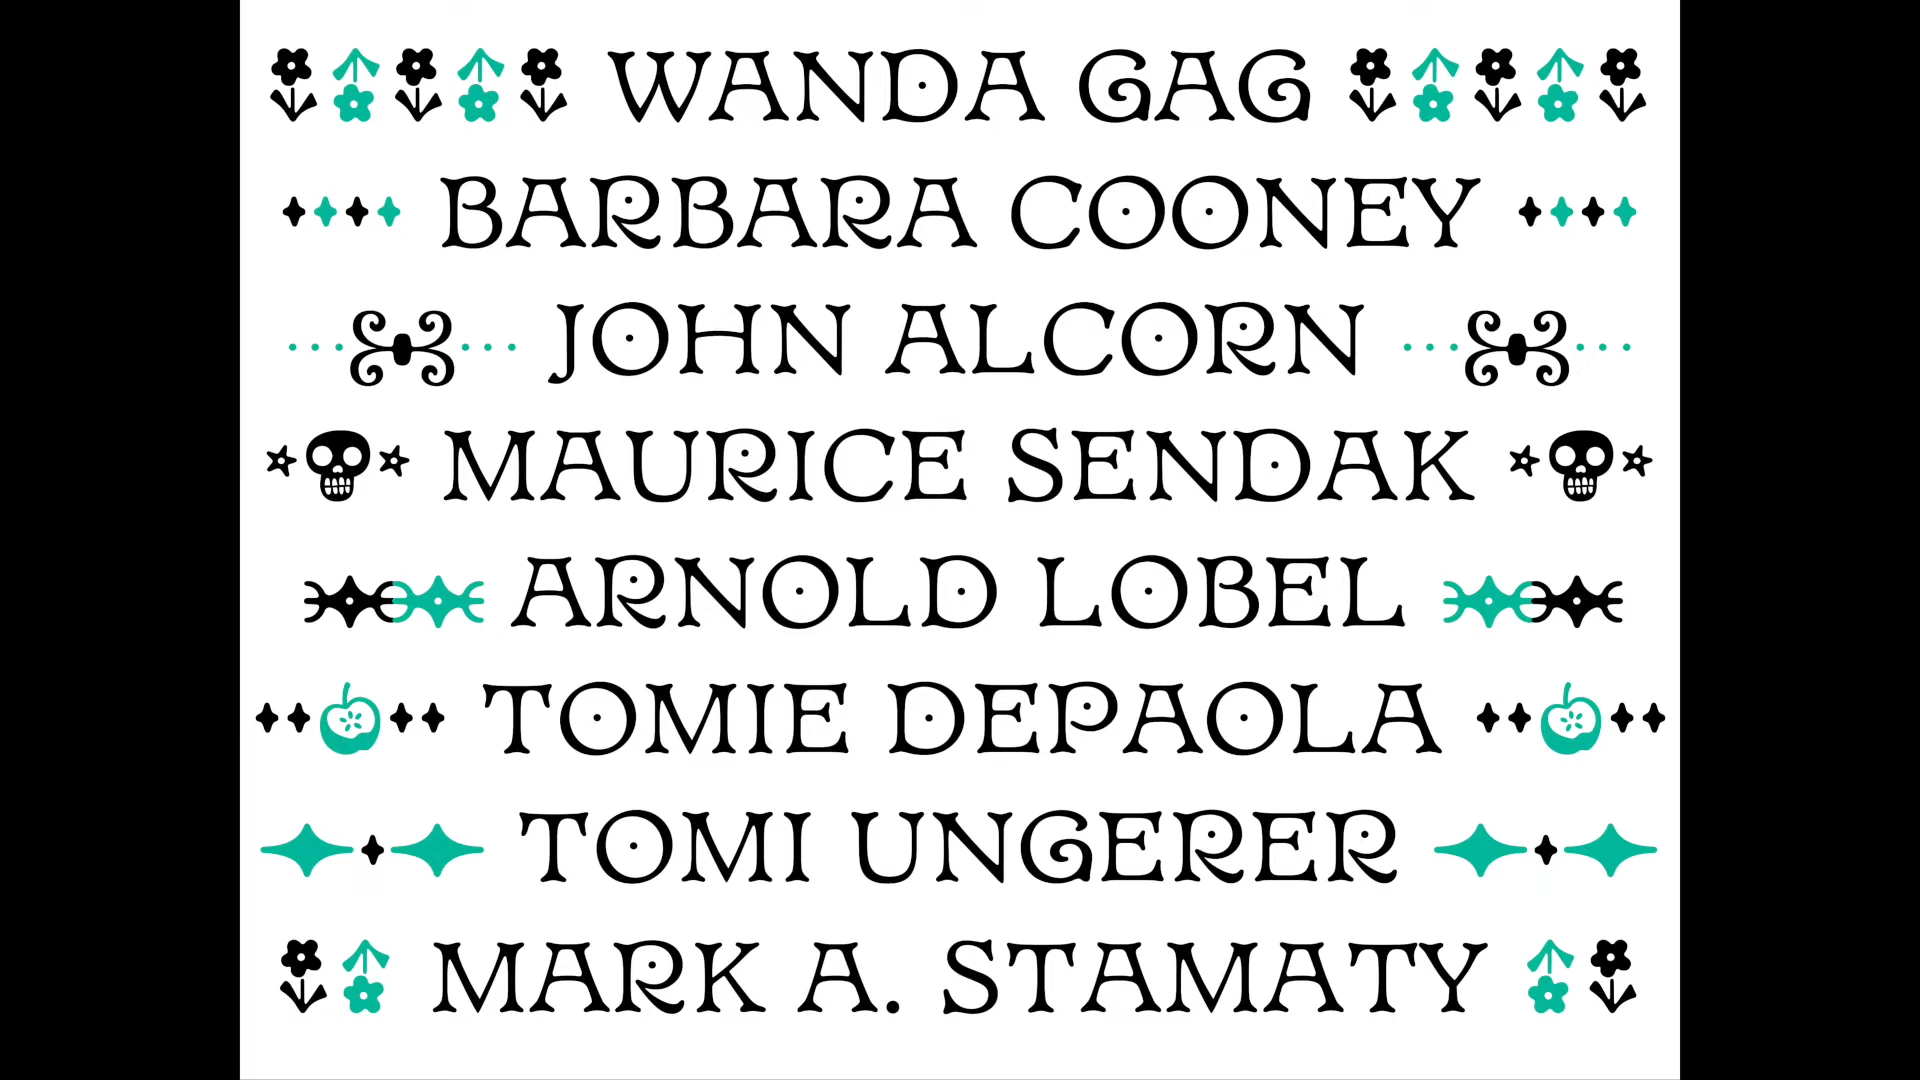 WANDA GAG
BARBARA COONEY
JOHN ALCORN
MAURICE SENDAK
ARNOLD LOBEL
TOMIE DEPAOLA
TOMI UNGERER
MARK A. STAMATY